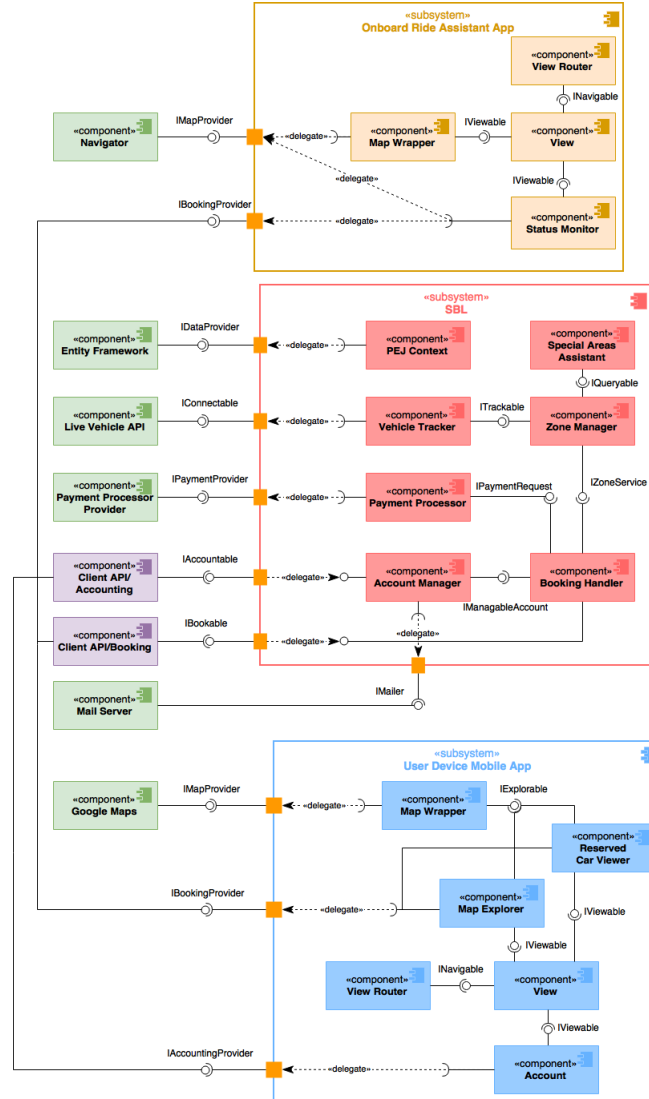 «subsystem»
Onboard Ride Assistant App
«component»
View Router
INavigable
IMapProvider
IViewable
«component»
Navigator
«delegate»
«component»
Map Wrapper
«component»
View
«delegate»
IViewable
IBookingProvider
«delegate»
«component»
Status Monitor
«subsystem»
SBL
IDataProvider
«component»
Entity Framework
«delegate»
«component»
PEJ Context
«component»
Special Areas
Assistant
IQueryable
IConnectable
ITrackable
«component»
Live Vehicle API
«delegate»
«component»
Vehicle Tracker
«component»
Zone Manager
IPaymentProvider
IPaymentRequest
IZoneService
«component»
Payment Processor
Provider
«delegate»
«component»
Payment Processor
IAccountable
«component»
Client API/
Accounting
«delegate»
«component»
Account Manager
«component»
Booking Handler
IManagableAccount
IBookable
«component»
Client API/Booking
«delegate»
«delegate»
IMailer
«component»
Mail Server
«subsystem»
User Device Mobile App
IMapProvider
IExplorable
«component»
Google Maps
«delegate»
«component»
Map Wrapper
«component»
Reserved
Car Viewer
IBookingProvider
«delegate»
«component»
Map Explorer
IViewable
IViewable
INavigable
«component»
View Router
«component»
View
IViewable
IAccountingProvider
«delegate»
«component»
Account